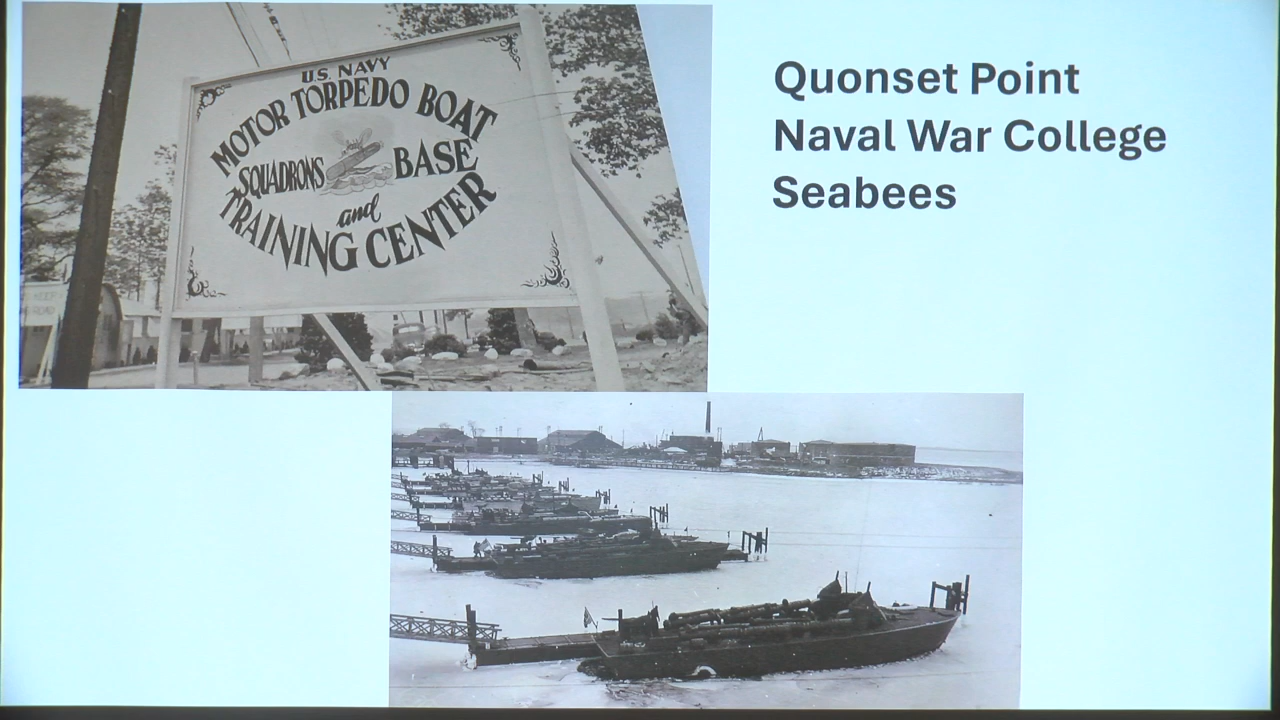 U.S. NAVY
MOTOR TORPEDO BOAT
SQUADRONS BASE
and
TRAINING CENTER
Quonset Point
Naval War College
Seabees